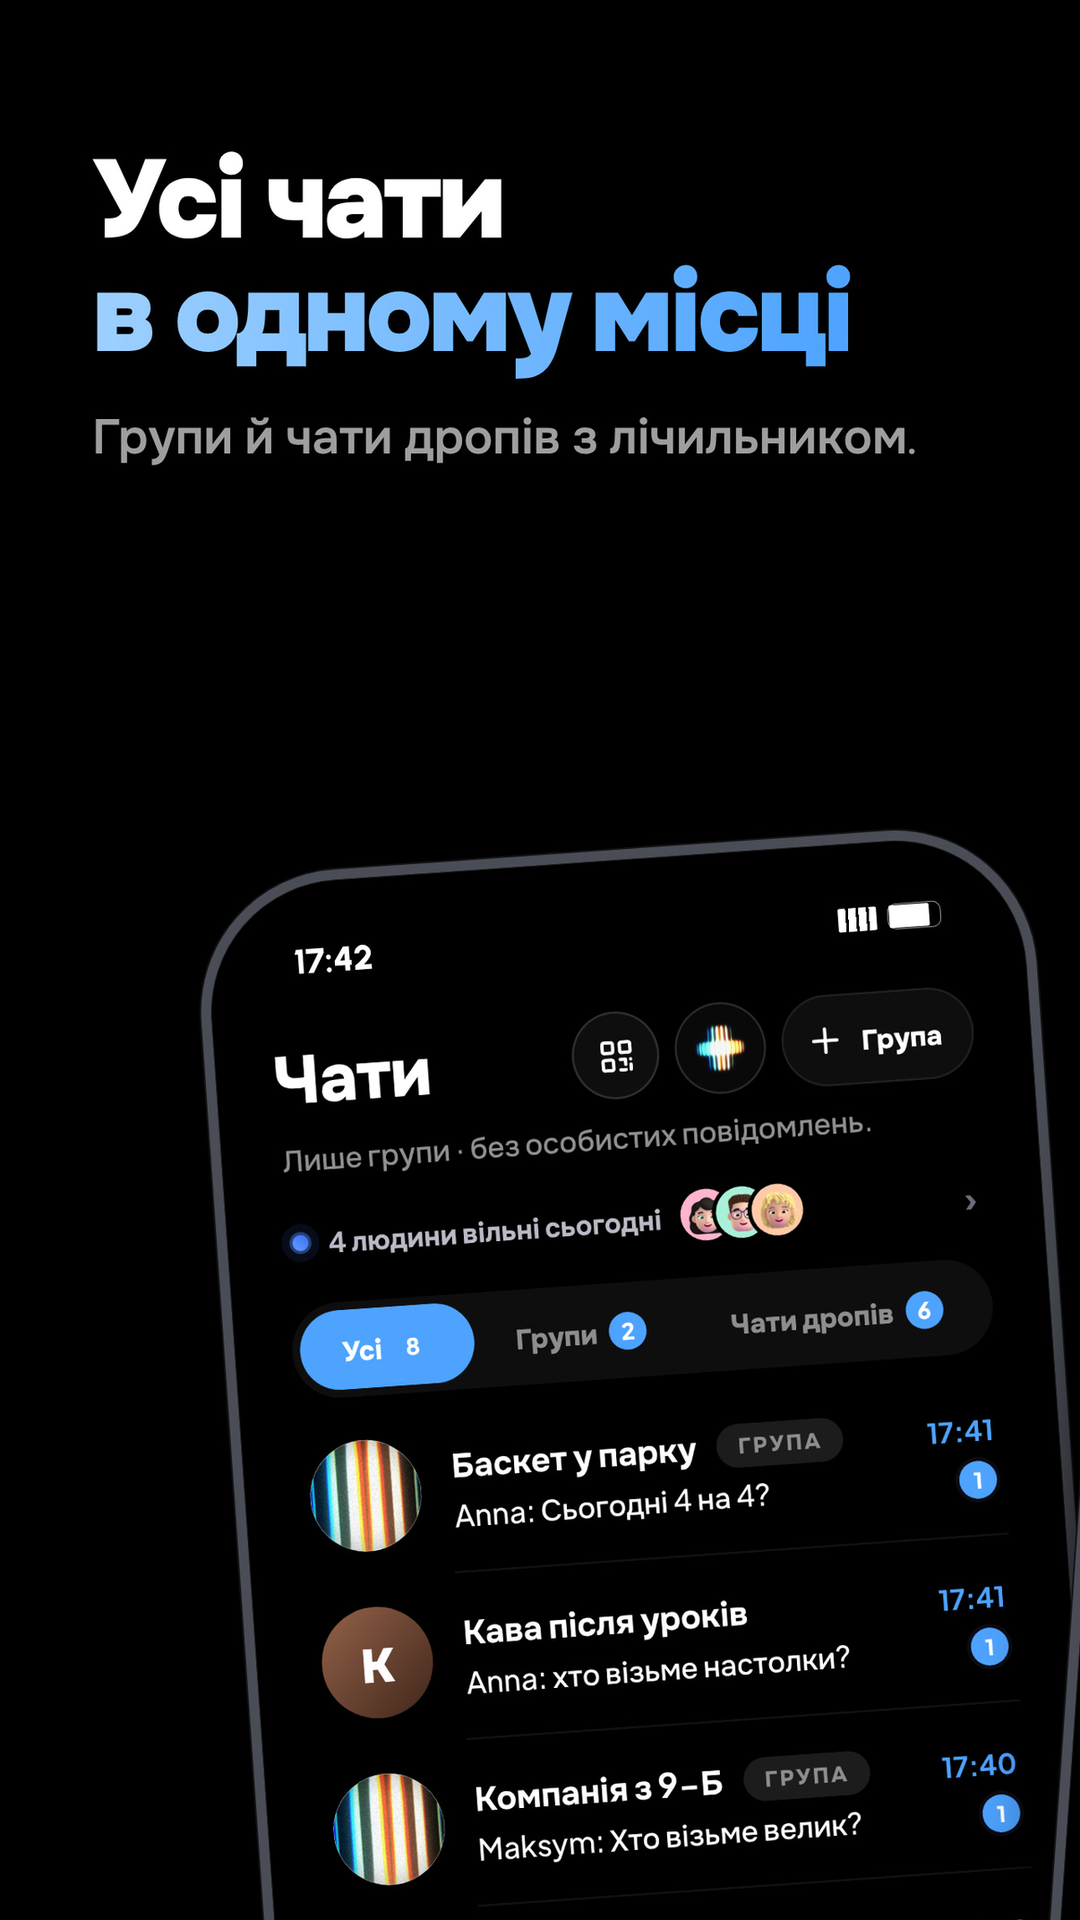 Усі чати
в одному місці
Групи й чати дропів з лічильником.
17:42
Чати
+ Група
Лише групи · без особистих повідомлень.
4 людини вільні сьогодні ›
Усі 8 Групи 2 Чати дропів 6
Баскет у парку ГРУПА 17:41
Anna: Сьогодні 4 на 4? 1
Кава після уроків 17:41
К
Anna: хто візьме настолки? 1
Компанія з 9–Б ГРУПА 17:40
Maksym: Хто візьме велик? 1